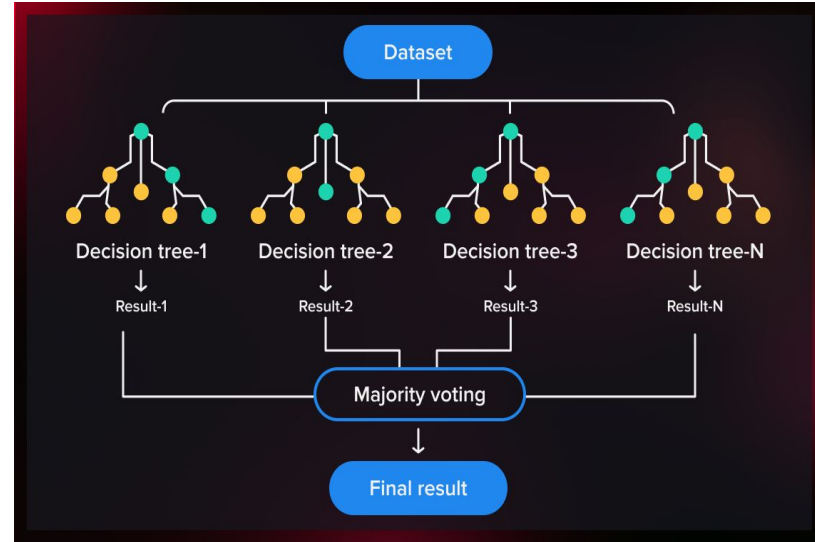 Dataset
Decision tree-1
Decision tree-2
Decision tree-3
Decision tree-N
Result-1
Result-2
Result-3
Result-N
Majority voting
Final result